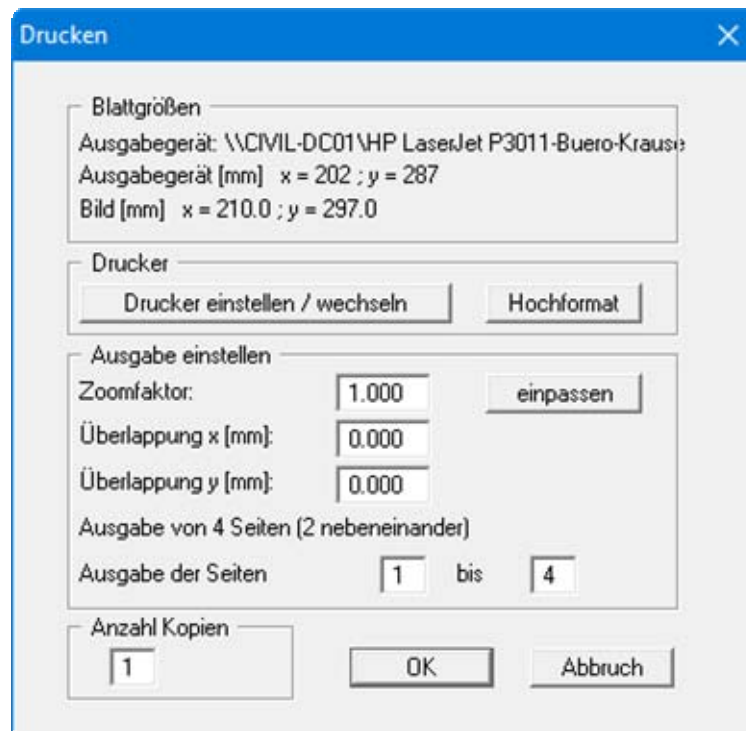 Drucken
Blattgrößen
Ausgabegerät: \\CIVIL-DC01\HP LaserJet P3011-Buero-Krause
Ausgabegerät [mm] x = 202 ; y = 287
Bild [mm] x = 210.0 ; y = 297.0
Drucker
Drucker einstellen / wechseln Hochformat
Ausgabe einstellen
Zoomfaktor: 1.000 einpassen
Überlappung x [mm]: 0.000
Überlappung y [mm]: 0.000
Ausgabe von 4 Seiten (2 nebeneinander)
Ausgabe der Seiten 1 bis 4
Anzahl Kopien
1 OK Abbruch